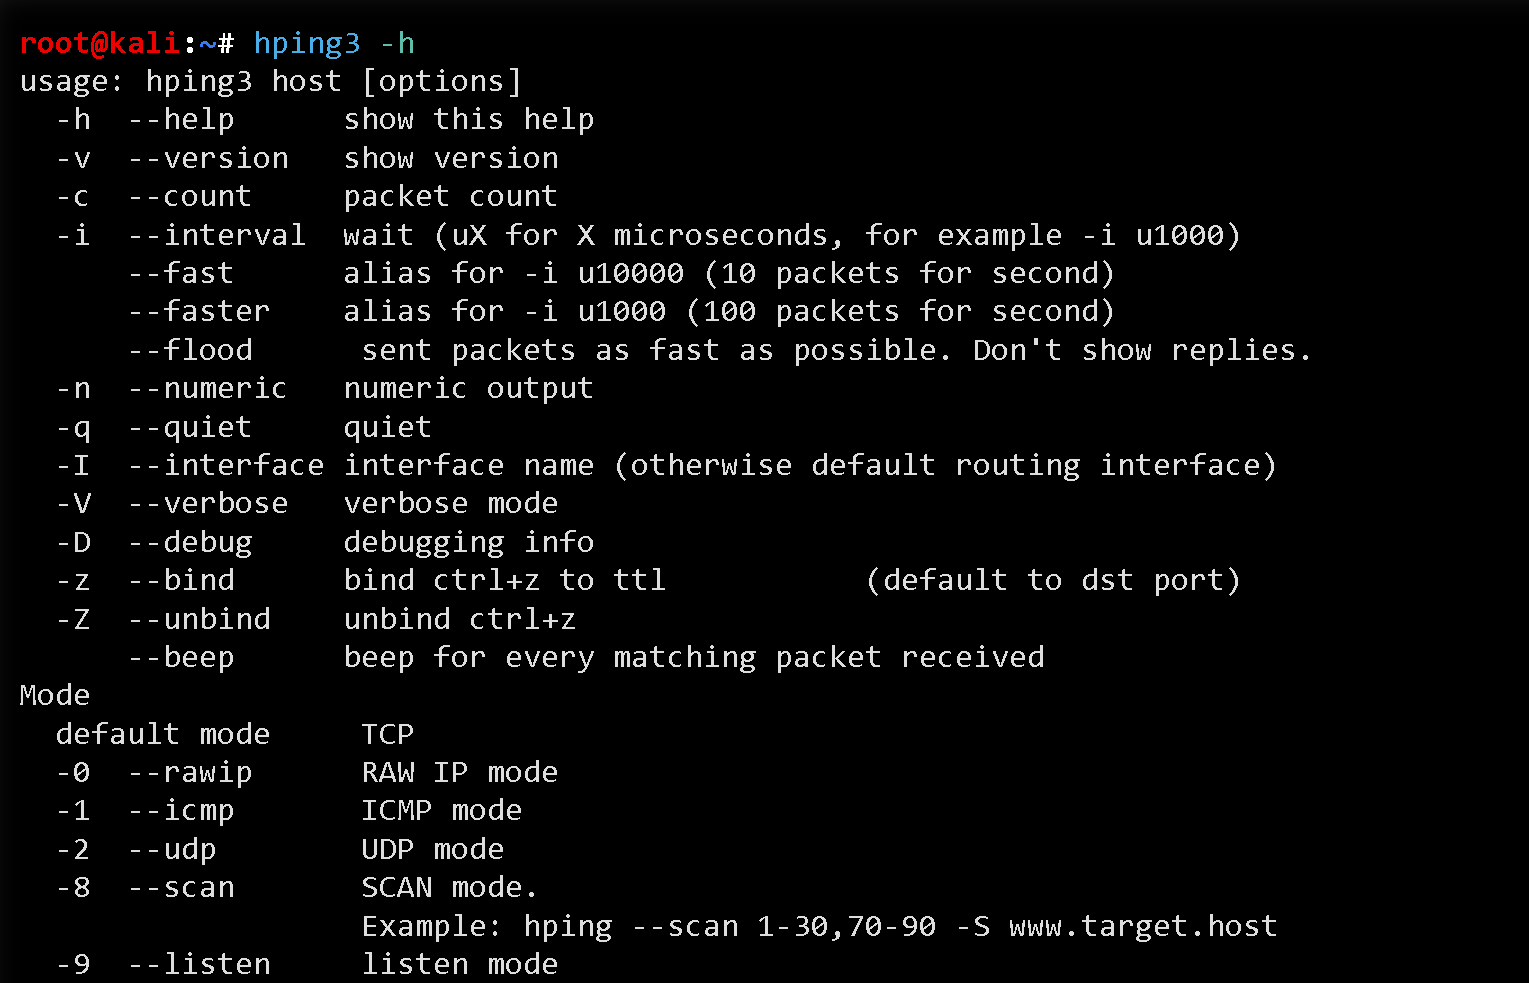 root@kali:~# hping3 -h
usage: hping3 host [options]
  -h  --help      show this help
  -v  --version   show version
  -c  --count     packet count
  -i  --interval  wait (uX for X microseconds, for example -i u1000)
      --fast      alias for -i u10000 (10 packets for second)
      --faster    alias for -i u1000 (100 packets for second)
      --flood      sent packets as fast as possible. Don't show replies.
  -n  --numeric   numeric output
  -q  --quiet     quiet
  -I  --interface interface name (otherwise default routing interface)
  -V  --verbose   verbose mode
  -D  --debug     debugging info
  -z  --bind      bind ctrl+z to ttl           (default to dst port)
  -Z  --unbind    unbind ctrl+z
      --beep      beep for every matching packet received
Mode
  default mode     TCP
  -0  --rawip      RAW IP mode
  -1  --icmp       ICMP mode
  -2  --udp        UDP mode
  -8  --scan       SCAN mode.
                   Example: hping --scan 1-30,70-90 -S www.target.host
  -9  --listen     listen mode